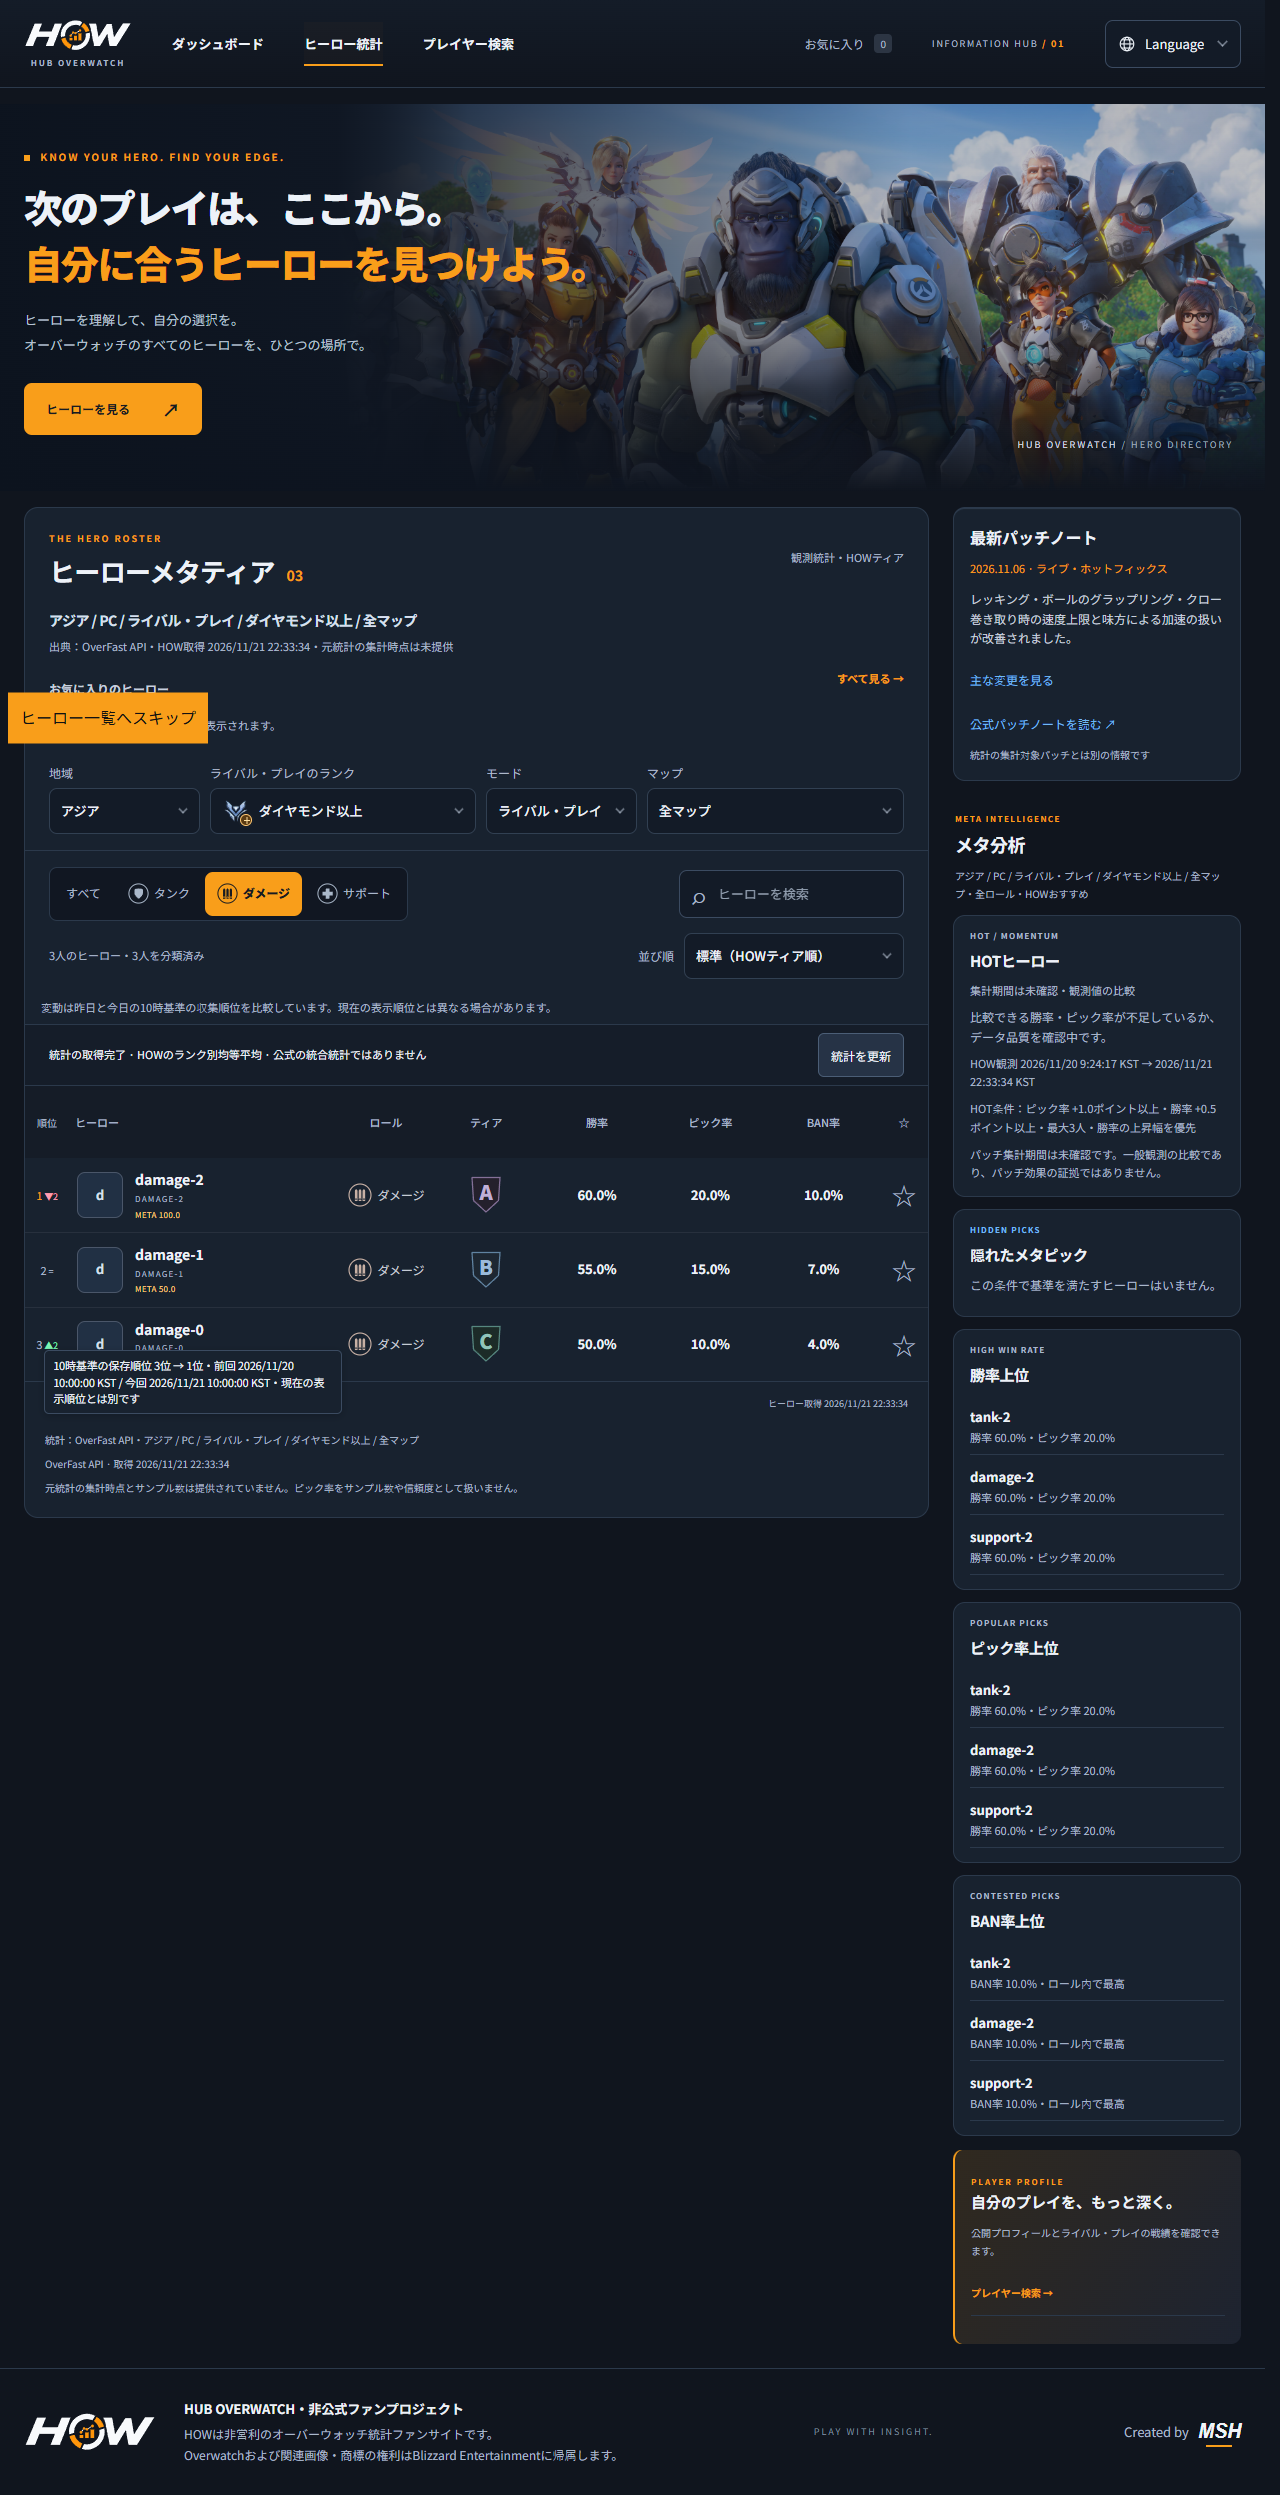 HOW
HUB OVERWATCH
ダッシュボード
ヒーロー統計
プレイヤー検索
お気に入り 0
INFORMATION HUB / 01
Language
KNOW YOUR HERO. FIND YOUR EDGE.
次のプレイは、ここから。
自分に合うヒーローを見つけよう。
ヒーローを理解して、自分の選択を。
オーバーウォッチのすべてのヒーローを、ひとつの場所で。
ヒーローを見る ↗
HUB OVERWATCH / HERO DIRECTORY
THE HERO ROSTER
ヒーローメタティア 03
観測統計・HOWティア
アジア / PC / ライバル・プレイ / ダイヤモンド以上 / 全マップ
出典：OverFast API・HOW取得 2026/11/21 22:33:34・元統計の集計時点は未提供
お気に入りのヒーロー
すべて見る →
ヒーロー一覧へスキップ
表示されます。
地域
ライバル・プレイのランク
モード
マップ
アジア
ダイヤモンド以上
ライバル・プレイ
全マップ
すべて
タンク
ダメージ
サポート
ヒーローを検索
3人のヒーロー・3人を分類済み
並び順
標準（HOWティア順）
変動は昨日と今日の10時基準の収集順位を比較しています。現在の表示順位とは異なる場合があります。
統計の取得完了 · HOWのランク別均等平均 · 公式の統合統計ではありません
統計を更新
順位 ヒーロー ロール ティア 勝率 ピック率 BAN率 ☆
1 ▼2 d damage-2 ダメージ A 60.0% 20.0% 10.0% ☆
DAMAGE-2
META 100.0
2 = d damage-1 ダメージ B 55.0% 15.0% 7.0% ☆
DAMAGE-1
META 50.0
3 ▲2 d damage-0 ダメージ C 50.0% 10.0% 4.0% ☆
DAMAGE-0
10時基準の保存順位 3位 → 1位・前回 2026/11/20
10:00:00 KST / 今回 2026/11/21 10:00:00 KST・現在の表
示順位とは別です
ヒーロー取得 2026/11/21 22:33:34
統計：OverFast API・アジア / PC / ライバル・プレイ / ダイヤモンド以上 / 全マップ
OverFast API · 取得 2026/11/21 22:33:34
元統計の集計時点とサンプル数は提供されていません。ピック率をサンプル数や信頼度として扱いません。
最新パッチノート
2026.11.06 · ライブ・ホットフィックス
レッキング・ボールのグラップリング・クロー
巻き取り時の速度上限と味方による加速の扱い
が改善されました。
主な変更を見る
公式パッチノートを読む ↗
統計の集計対象パッチとは別の情報です
META INTELLIGENCE
メタ分析
アジア / PC / ライバル・プレイ / ダイヤモンド以上 / 全マッ
プ・全ロール・HOWおすすめ
HOT / MOMENTUM
HOTヒーロー
集計期間は未確認・観測値の比較
比較できる勝率・ピック率が不足しているか、
データ品質を確認中です。
HOW観測 2026/11/20 9:24:17 KST → 2026/11/21
22:33:34 KST
HOT条件：ピック率 +1.0ポイント以上・勝率 +0.5
ポイント以上・最大3人・勝率の上昇幅を優先
パッチ集計期間は未確認です。一般観測の比較であ
り、パッチ効果の証拠ではありません。
HIDDEN PICKS
隠れたメタピック
この条件で基準を満たすヒーローはいません。
HIGH WIN RATE
勝率上位
tank-2
勝率 60.0%・ピック率 20.0%
damage-2
勝率 60.0%・ピック率 20.0%
support-2
勝率 60.0%・ピック率 20.0%
POPULAR PICKS
ピック率上位
tank-2
勝率 60.0%・ピック率 20.0%
damage-2
勝率 60.0%・ピック率 20.0%
support-2
勝率 60.0%・ピック率 20.0%
CONTESTED PICKS
BAN率上位
tank-2
BAN率 10.0%・ロール内で最高
damage-2
BAN率 10.0%・ロール内で最高
support-2
BAN率 10.0%・ロール内で最高
PLAYER PROFILE
自分のプレイを、もっと深く。
公開プロフィールとライバル・プレイの戦績を確認でき
ます。
プレイヤー検索 →
HOW
HUB OVERWATCH・非公式ファンプロジェクト
HOWは非営利のオーバーウォッチ統計ファンサイトです。
Overwatchおよび関連画像・商標の権利はBlizzard Entertainmentに帰属します。
PLAY WITH INSIGHT.
Created by MSH